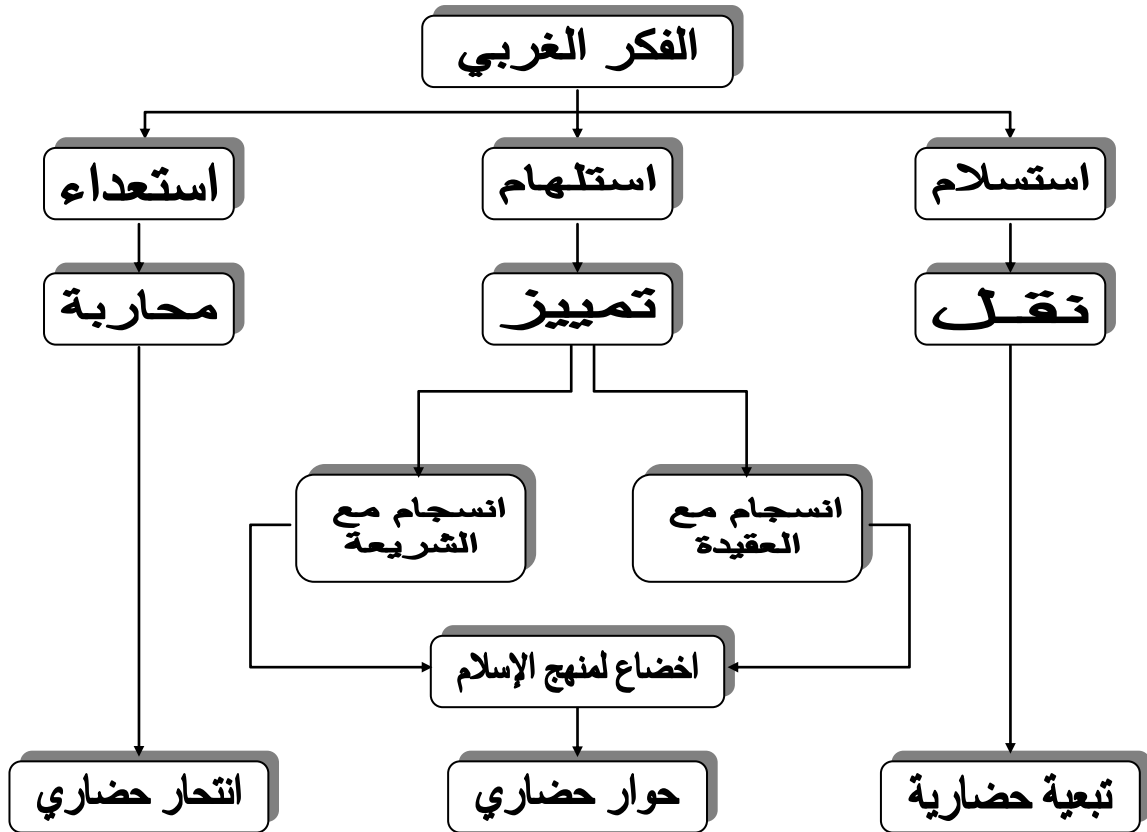 الفكر الغربي
استسلام
استلهام
استعداء
نقل
تمييز
محاربة
انسجام مع
العقيدة
انسجام مع
الشريعة
اخضاع لمنهج الإسلام
تبعية حضارية
حوار حضاري
انتحار حضاري